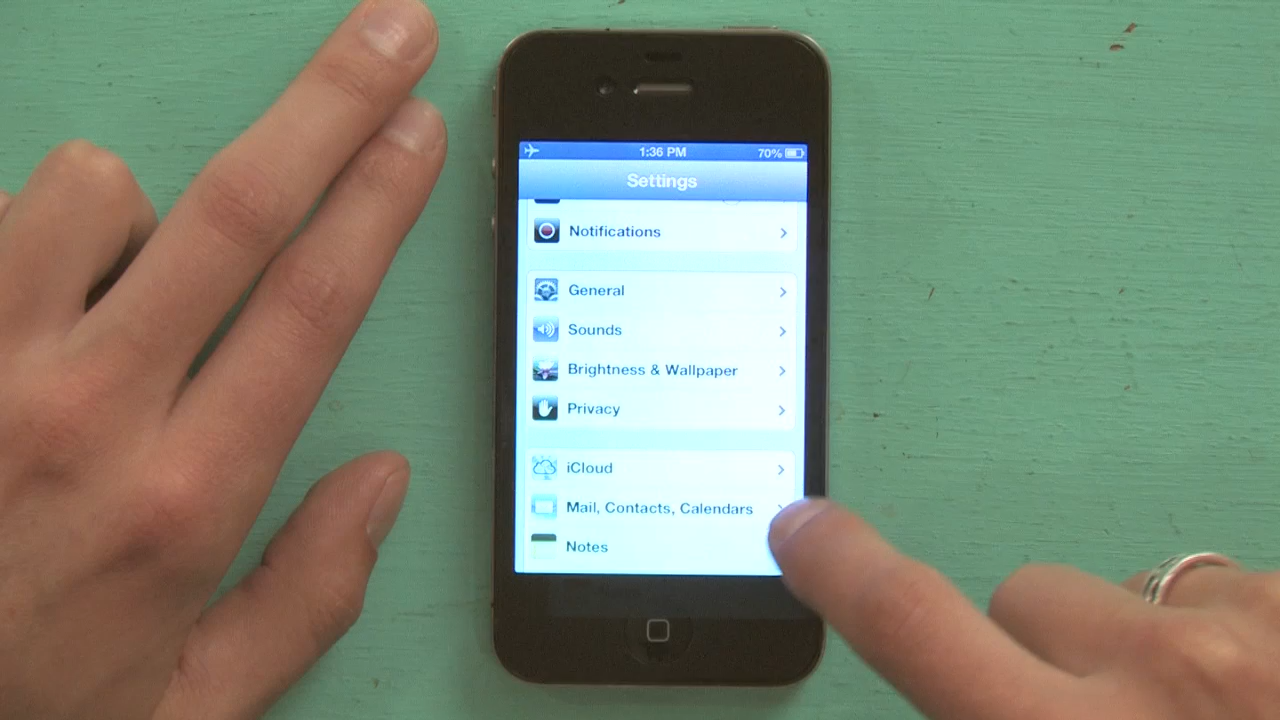 1:36 PM 70%
Settings
Notifications
General
Sounds
Brightness & Wallpaper
Privacy
iCloud
Mail, Contacts, Calendars
Notes